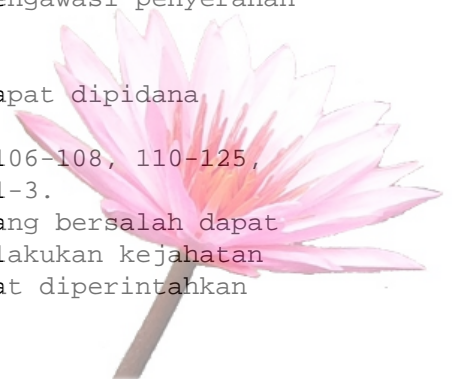 engawasi penyerahan
apat dipidana
106-108, 110-125,
1-3.
ang bersalah dapat
lakukan kejahatan
at diperintahkan